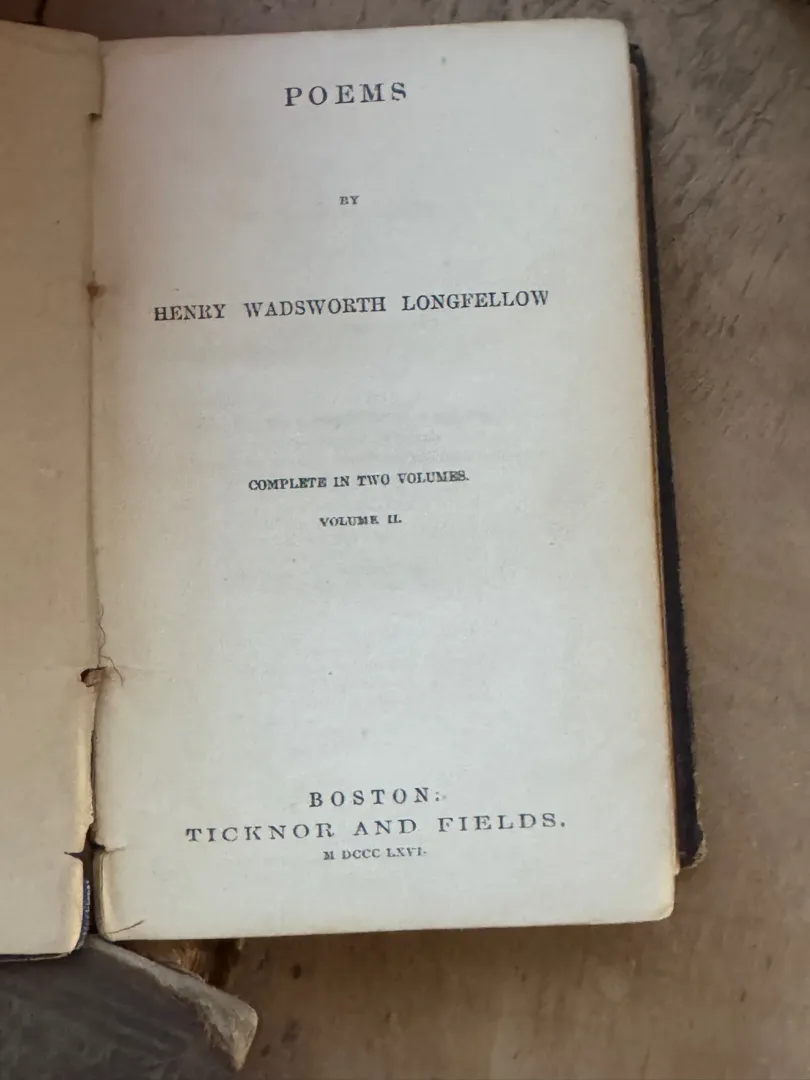 POEMS
BY
HENRY WADSWORTH LONGFELLOW
COMPLETE IN TWO VOLUMES.
VOLUME II.
BOSTON:
TICKNOR AND FIELDS.
M DCCC LXVI.